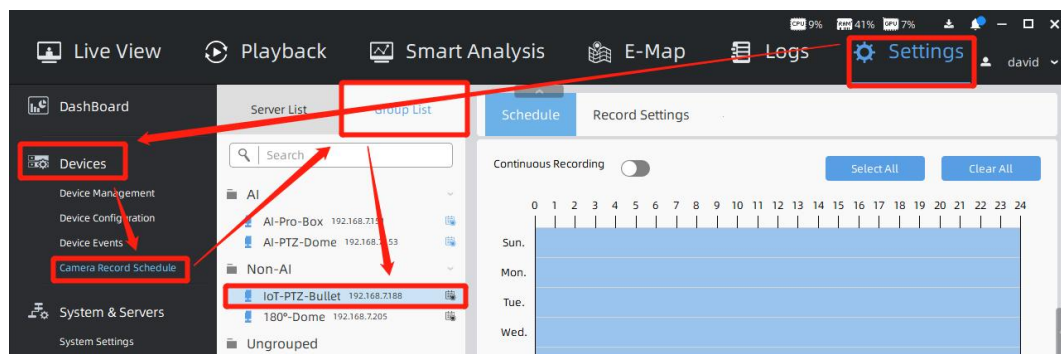 CPU 9% RAM 41% GPU 7%
Live View Playback Smart Analysis E-Map Logs Settings david
DashBoard
Devices
Device Management
Device Configuration
Device Events
Camera Record Schedule
System & Servers
System Settings
Server List Group List
Search
AI
AI-Pro-Box
AI-PTZ-Dome
Non-AI
IoT-PTZ-Bullet 192.168.7.188
180°-Dome 192.168.7.205
Ungrouped
Schedule Record Settings
Continuous Recording Select All Clear All
0 1 2 3 4 5 6 7 8 9 10 11 12 13 14 15 16 17 18 19 20 21 22 23 24
Sun.
Mon.
Tue.
Wed.